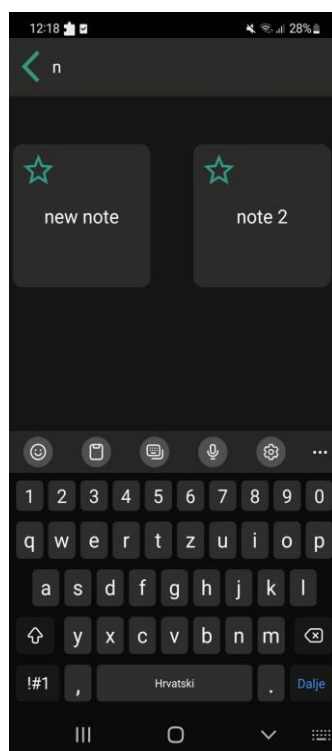 12:18 28%
n
new note
note 2
1 2 3 4 5 6 7 8 9 0
q w e r t z u i o p
a s d f g h j k l
y x c v b n m
!#1 , Hrvatski . Dalje